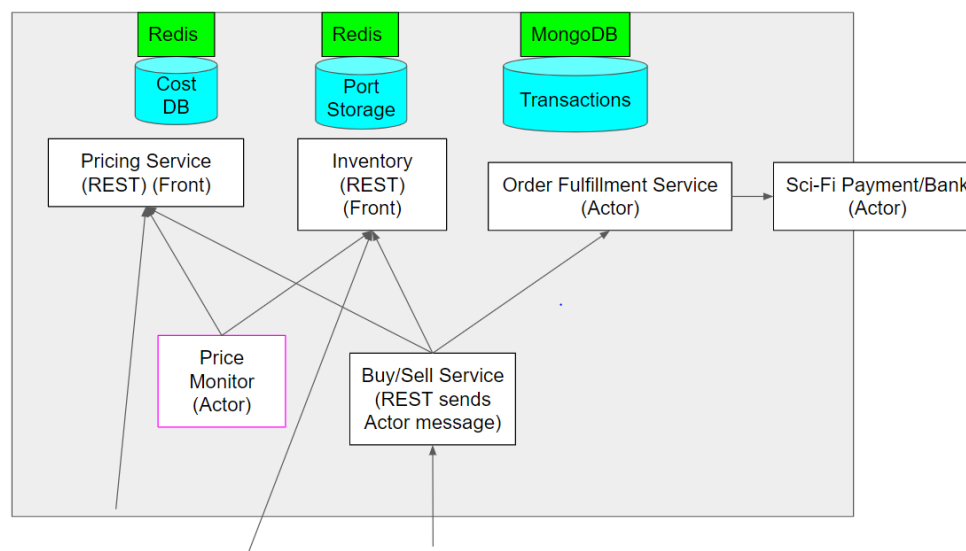 Redis
Redis
MongoDB
Cost
DB
Port
Storage
Transactions
Pricing Service
(REST) (Front)
Inventory
(REST)
(Front)
Order Fulfillment Service
(Actor)
Sci-Fi Payment/Bank
(Actor)
Price
Monitor
(Actor)
Buy/Sell Service
(REST sends
Actor message)